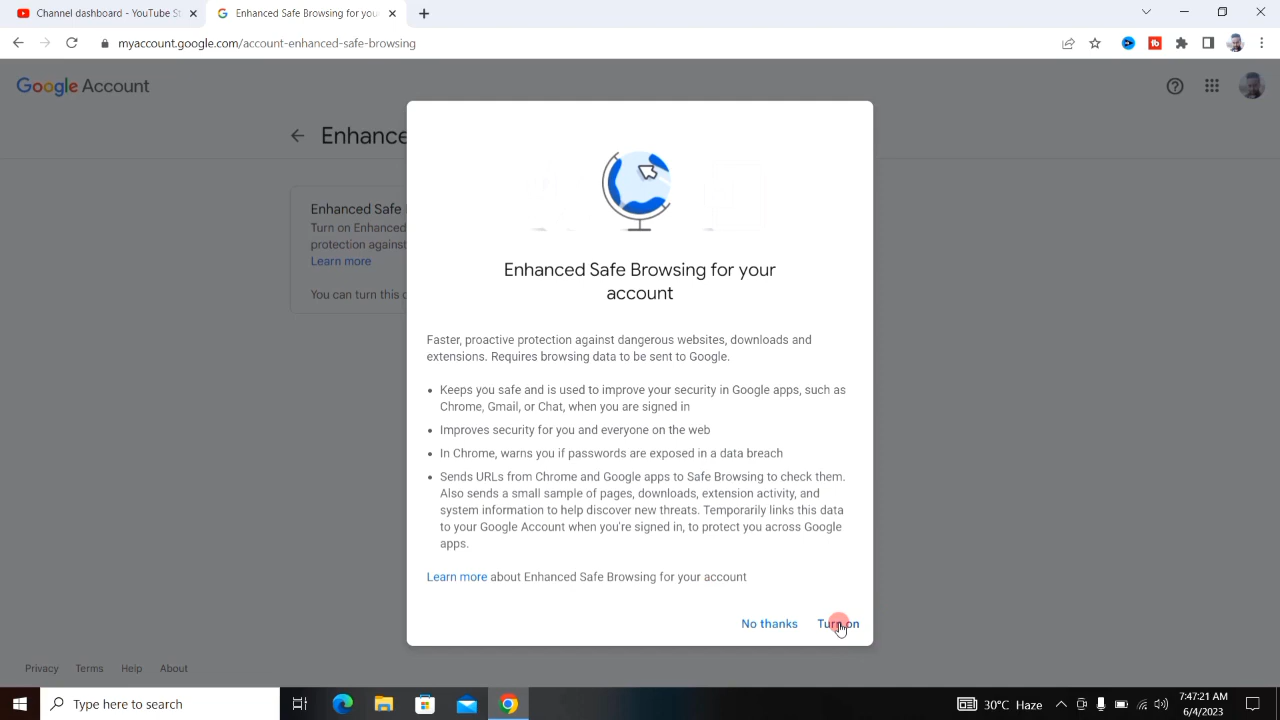 Channel dashboard - YouTube St
Enhanced Safe Browsing for you
myaccount.google.com/account-enhanced-safe-browsing
Google Account
Enhance
Enhanced Safe
Turn on Enhanced
protection against
Learn more
You can turn this
Enhanced Safe Browsing for your
account
Faster, proactive protection against dangerous websites, downloads and
extensions. Requires browsing data to be sent to Google.
• Keeps you safe and is used to improve your security in Google apps, such as
Chrome, Gmail, or Chat, when you are signed in
• Improves security for you and everyone on the web
• In Chrome, warns you if passwords are exposed in a data breach
• Sends URLs from Chrome and Google apps to Safe Browsing to check them.
Also sends a small sample of pages, downloads, extension activity, and
system information to help discover new threats. Temporarily links this data
to your Google Account when you're signed in, to protect you across Google
apps.
Learn more about Enhanced Safe Browsing for your account
No thanks Turn on
Privacy Terms Help About
Type here to search
30°C Haze
7:47:21 AM
6/4/2023